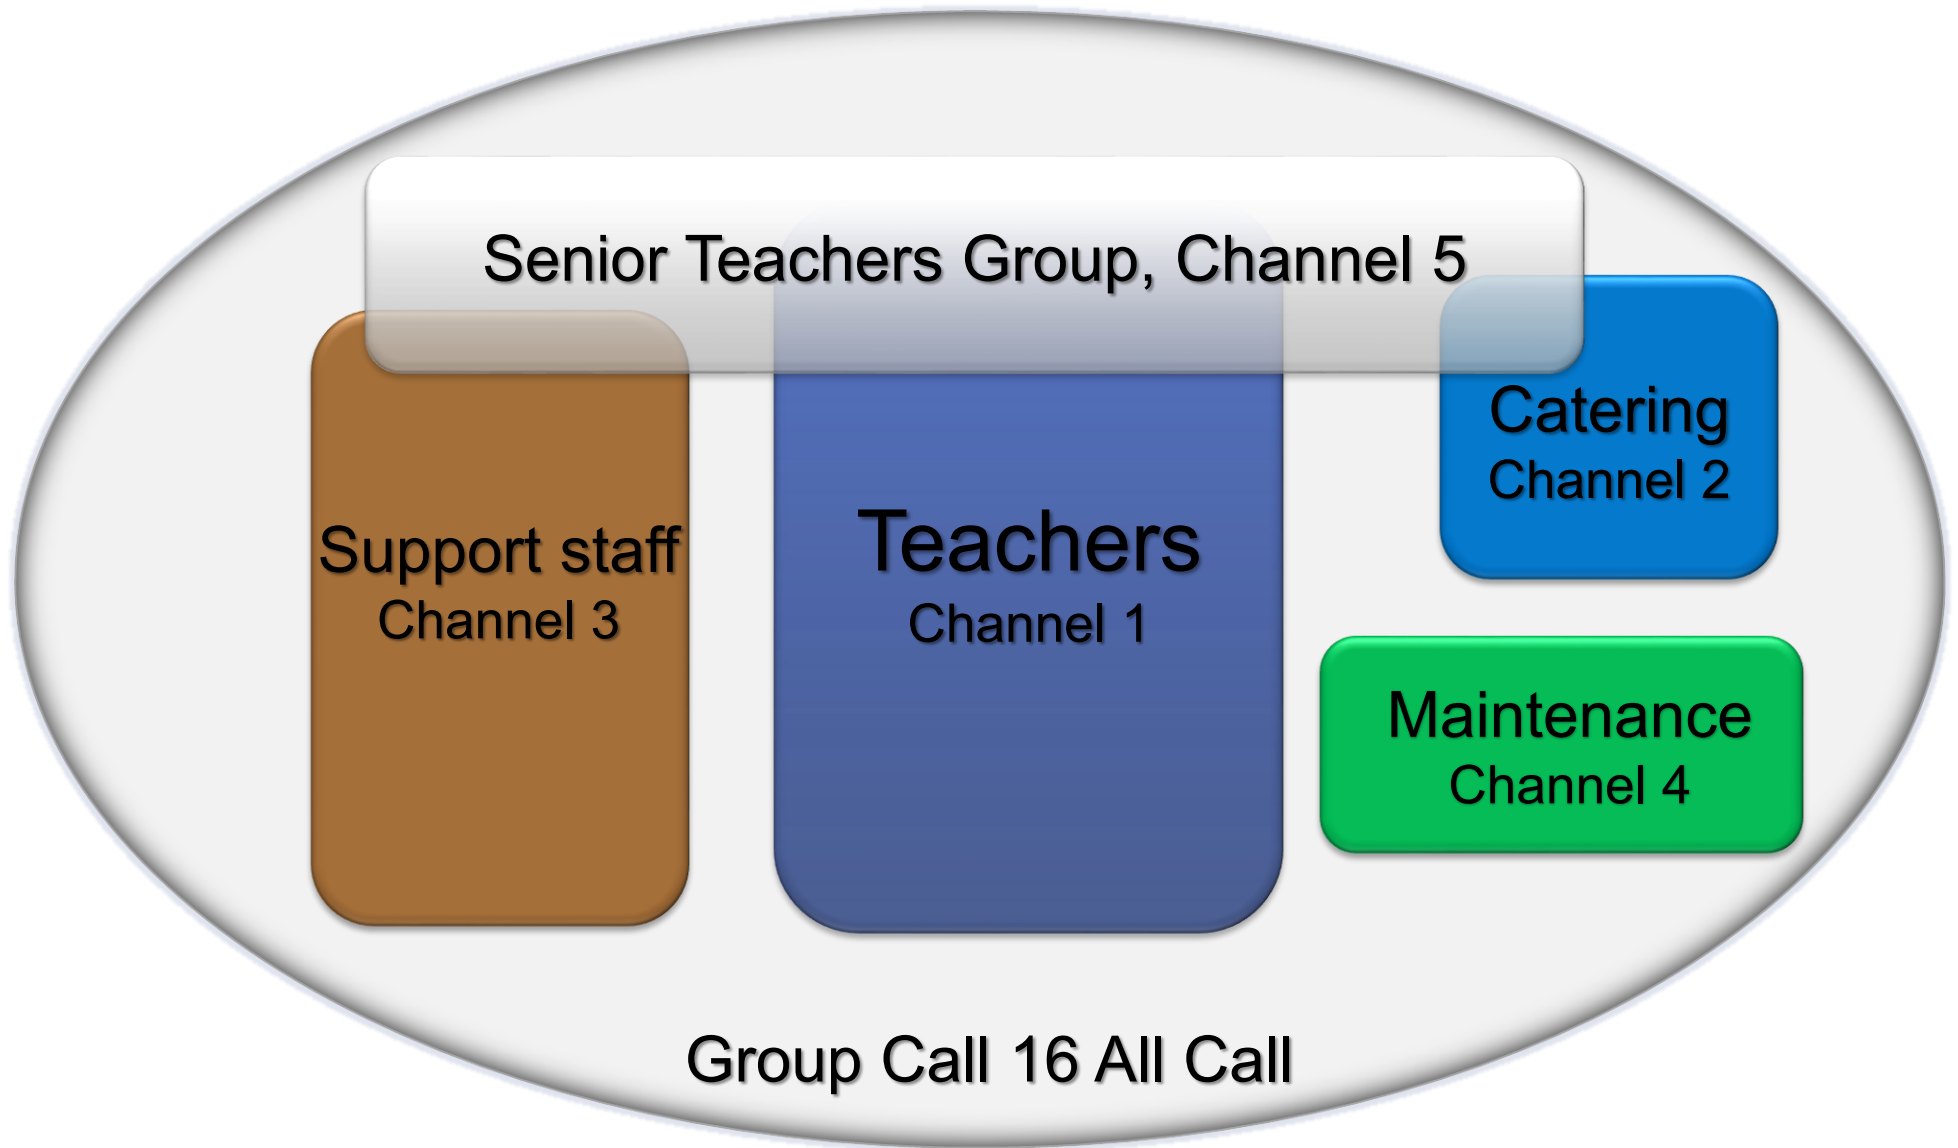 Senior Teachers Group, Channel 5
Support staff
Channel 3
Teachers
Channel 1
Catering
Channel 2
Maintenance
Channel 4
Group Call 16 All Call